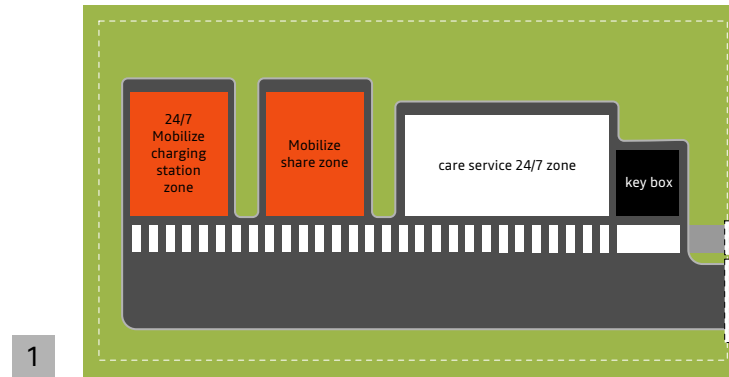 24/7
Mobilize
charging
station
zone
Mobilize
share zone
care service 24/7 zone
key box
1